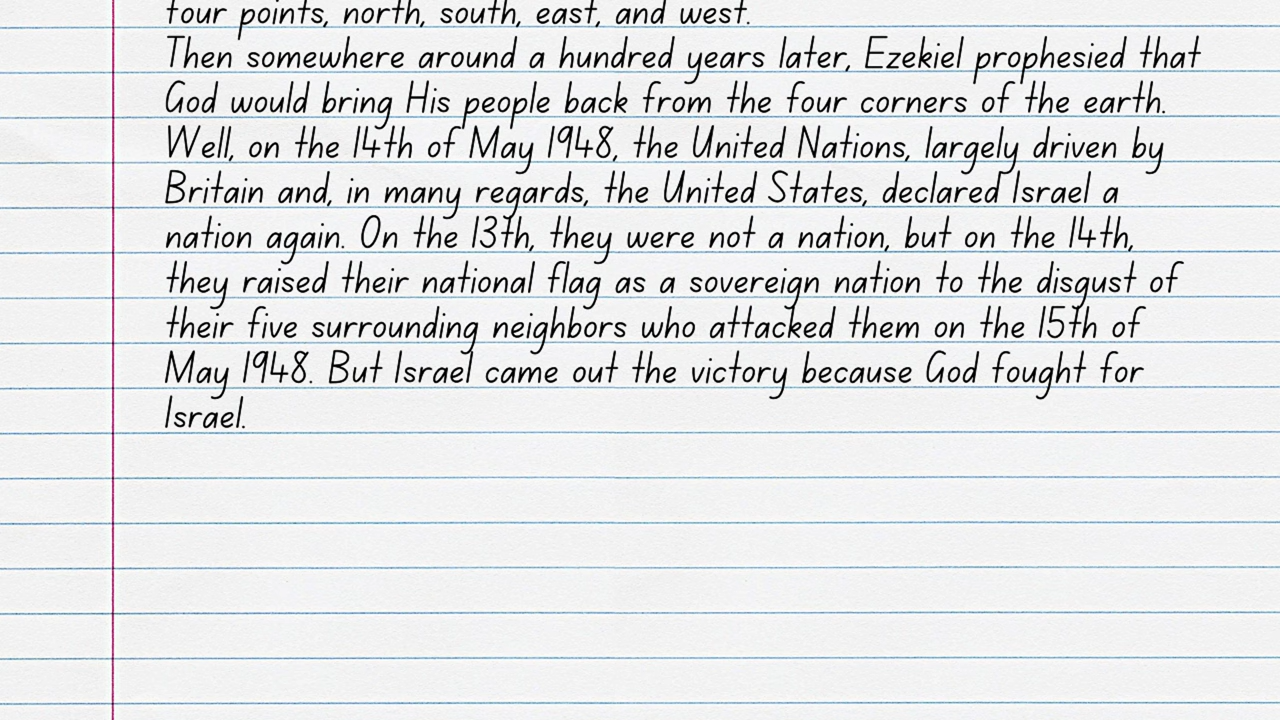 four points, north, south, east, and west.
Then somewhere around a hundred years later, Ezekiel prophesied that
God would bring His people back from the four corners of the earth.
Well, on the 14th of May 1948, the United Nations, largely driven by
Britain and, in many regards, the United States, declared Israel a
nation again. On the 13th, they were not a nation, but on the 14th,
they raised their national flag as a sovereign nation to the disgust of
their five surrounding neighbors who attacked them on the 15th of
May 1948. But Israel came out the victory because God fought for
Israel.